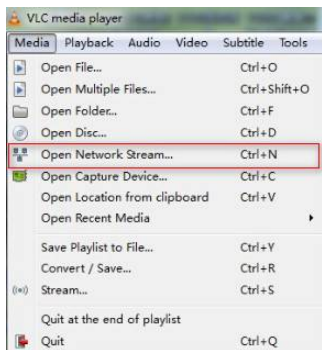 VLC media player
Media Playback Audio Video Subtitle Tools
Open File... Ctrl+O
Open Multiple Files... Ctrl+Shift+O
Open Folder... Ctrl+F
Open Disc... Ctrl+D
Open Network Stream... Ctrl+N
Open Capture Device... Ctrl+C
Open Location from clipboard Ctrl+V
Open Recent Media
Save Playlist to File... Ctrl+Y
Convert / Save... Ctrl+R
Stream... Ctrl+S
Quit at the end of playlist
Quit Ctrl+Q